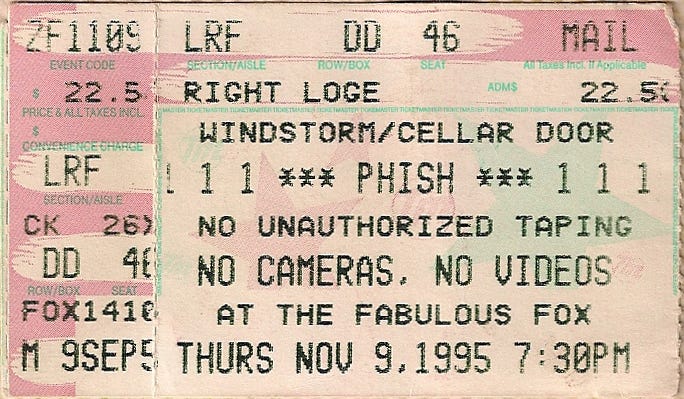 ZF1109 LRF DD 46 MAIL
EVENT CODE SECTION/AISLE ROW/BOX SEAT All Taxes Incl. If Applicable
$ 22.5 RIGHT LOGE ADM$ 22.50
PRICE & ALL TAXES INCL.
$ WINDSTORM/CELLAR DOOR
CONVENIENCE CHARGE
LRF 1 1 1 *** PHISH *** 1 1 1
SECTION/AISLE
CK 26X NO UNAUTHORIZED TAPING
DD 46 NO CAMERAS, NO VIDEOS
ROW/BOX SEAT
FOX1410 AT THE FABULOUS FOX
M 9SEP5 THURS NOV 9,1995 7:30PM